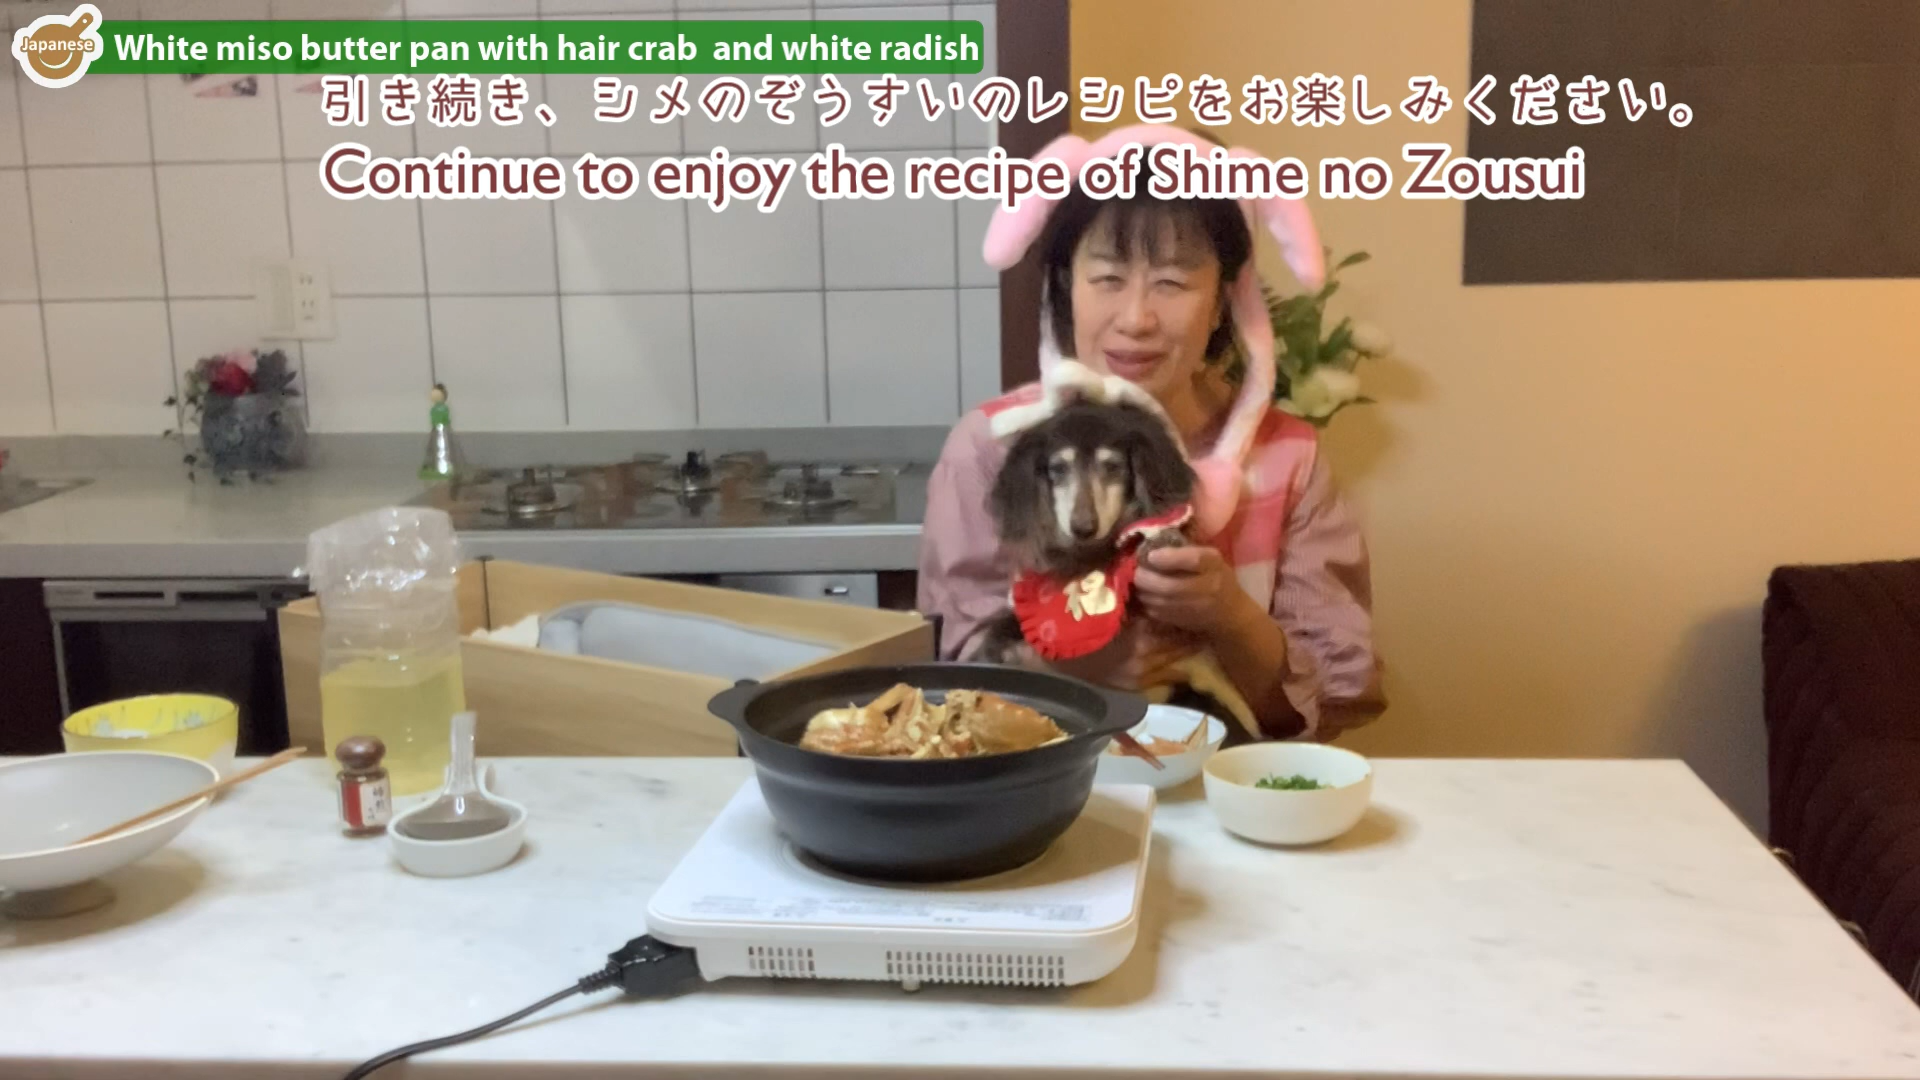 Japanese
White miso butter pan with hair crab and white radish
引き続き、シメのぞうすいのレシピをお楽しみください。
Continue to enjoy the recipe of Shime no Zousui
福